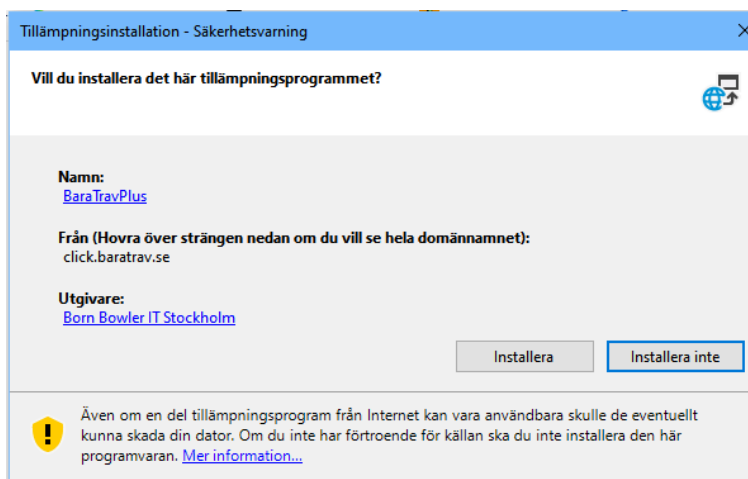 Tillämpningsinstallation - Säkerhetsvarning
Vill du installera det här tillämpningsprogrammet?
Namn:
BaraTravPlus
Från (Hovra över strängen nedan om du vill se hela domännamnet):
click.baratrav.se
Utgivare:
Born Bowler IT Stockholm
Installera
Installera inte
Även om en del tillämpningsprogram från Internet kan vara användbara skulle de eventuellt
kunna skada din dator. Om du inte har förtroende för källan ska du inte installera den här
programvaran. Mer information...